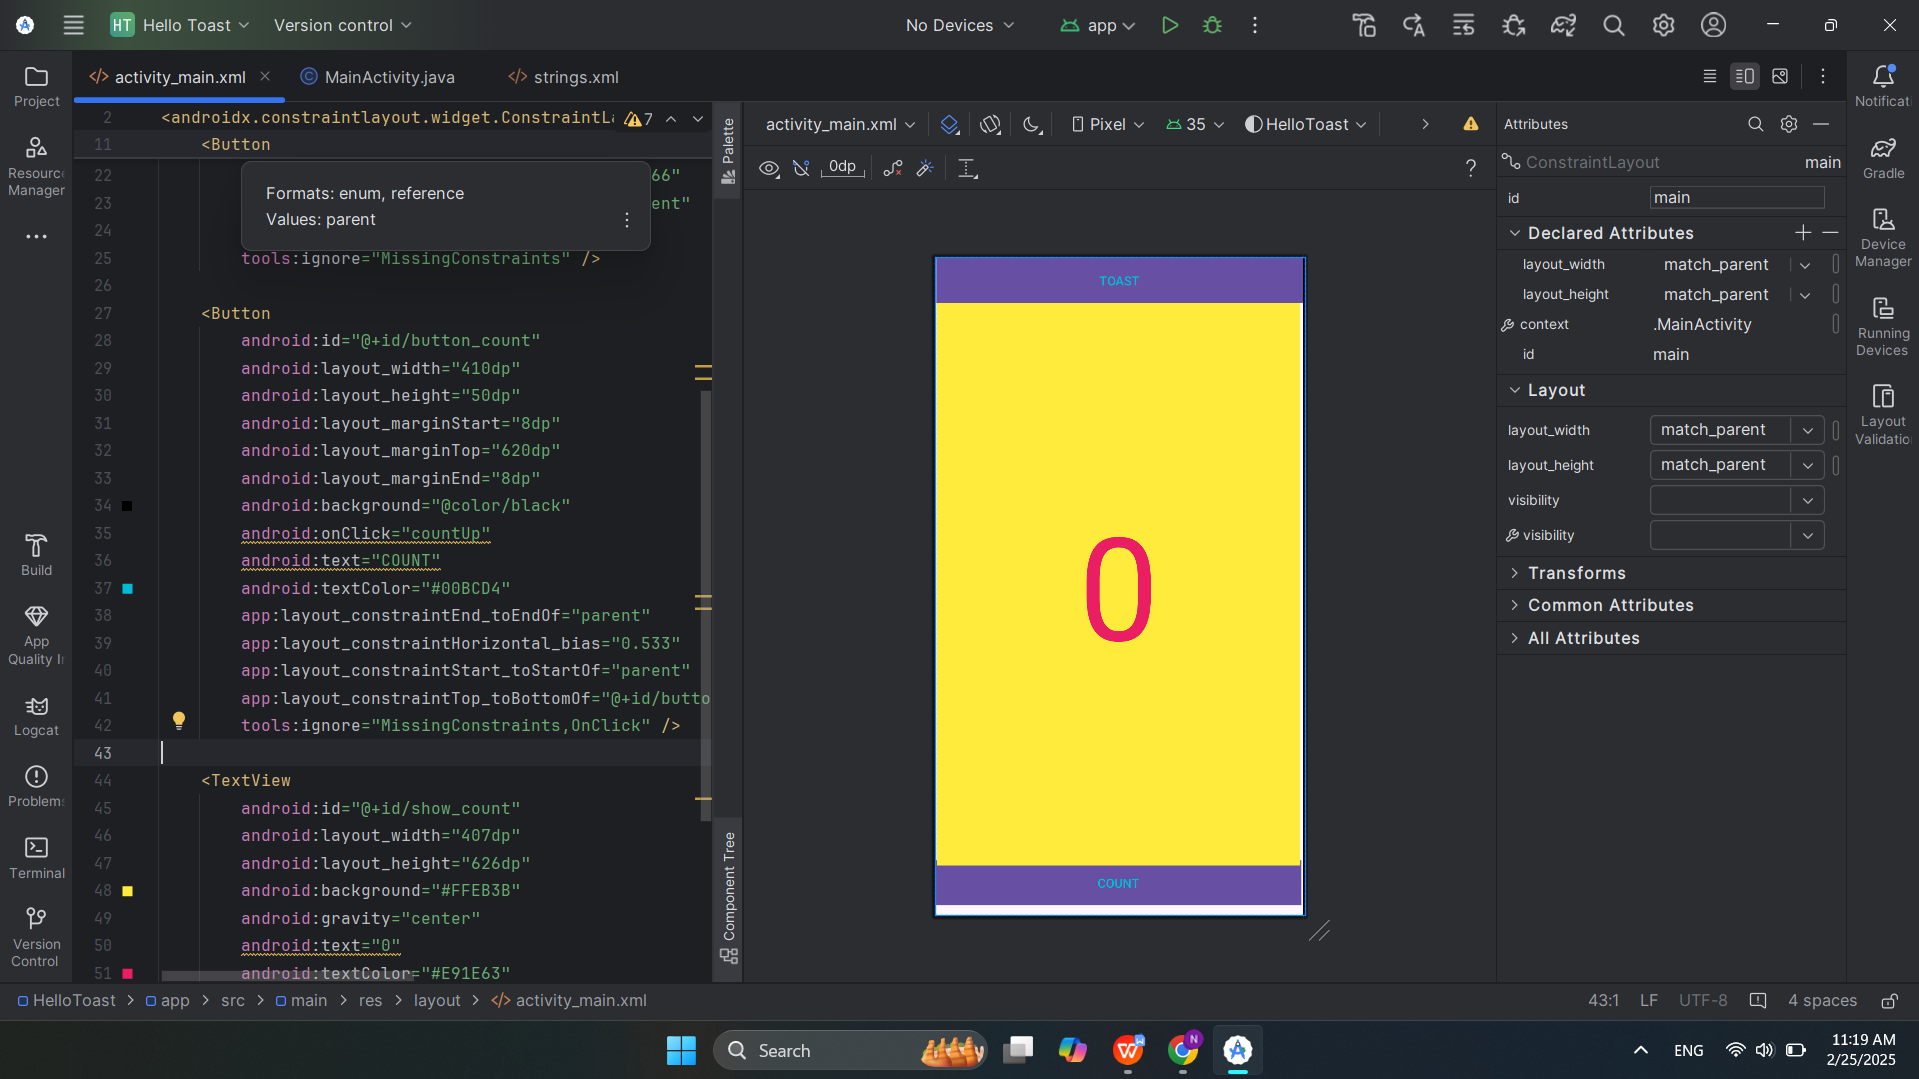 HT Hello Toast Version control No Devices app
activity_main.xml MainActivity.java strings.xml
Project
Resource
Manager
Build
App
Quality I
Logcat
Problems
Terminal
Version
Control
2 <androidx.constraintlayout.widget.ConstraintLa 7
11 <Button
22 66"
23 ent"
24
25 tools:ignore="MissingConstraints" />
Formats: enum, reference
Values: parent
26
27 <Button
28 android:id="@+id/button_count"
29 android:layout_width="410dp"
30 android:layout_height="50dp"
31 android:layout_marginStart="8dp"
32 android:layout_marginTop="620dp"
33 android:layout_marginEnd="8dp"
34 android:background="@color/black"
35 android:onClick="countUp"
36 android:text="COUNT"
37 android:textColor="#00BCD4"
38 app:layout_constraintEnd_toEndOf="parent"
39 app:layout_constraintHorizontal_bias="0.533"
40 app:layout_constraintStart_toStartOf="parent"
41 app:layout_constraintTop_toBottomOf="@+id/butto
42 tools:ignore="MissingConstraints,OnClick" />
43
44 <TextView
45 android:id="@+id/show_count"
46 android:layout_width="407dp"
47 android:layout_height="626dp"
48 android:background="#FFEB3B"
49 android:gravity="center"
50 android:text="0"
51 android:textColor="#E91E63"
Palette
Component Tree
activity_main.xml Pixel 35 HelloToast
0dp ?
TOAST
0
COUNT
Attributes
ConstraintLayout main
id main
Declared Attributes
layout_width match_parent
layout_height match_parent
context .MainActivity
id main
Layout
layout_width match_parent
layout_height match_parent
visibility
visibility
Transforms
Common Attributes
All Attributes
Notificati
Gradle
Device
Manager
Running
Devices
Layout
Validatio
HelloToast > app > src > main > res > layout > activity_main.xml 43:1 LF UTF-8 4 spaces
Search ENG 11:19 AM
2/25/2025